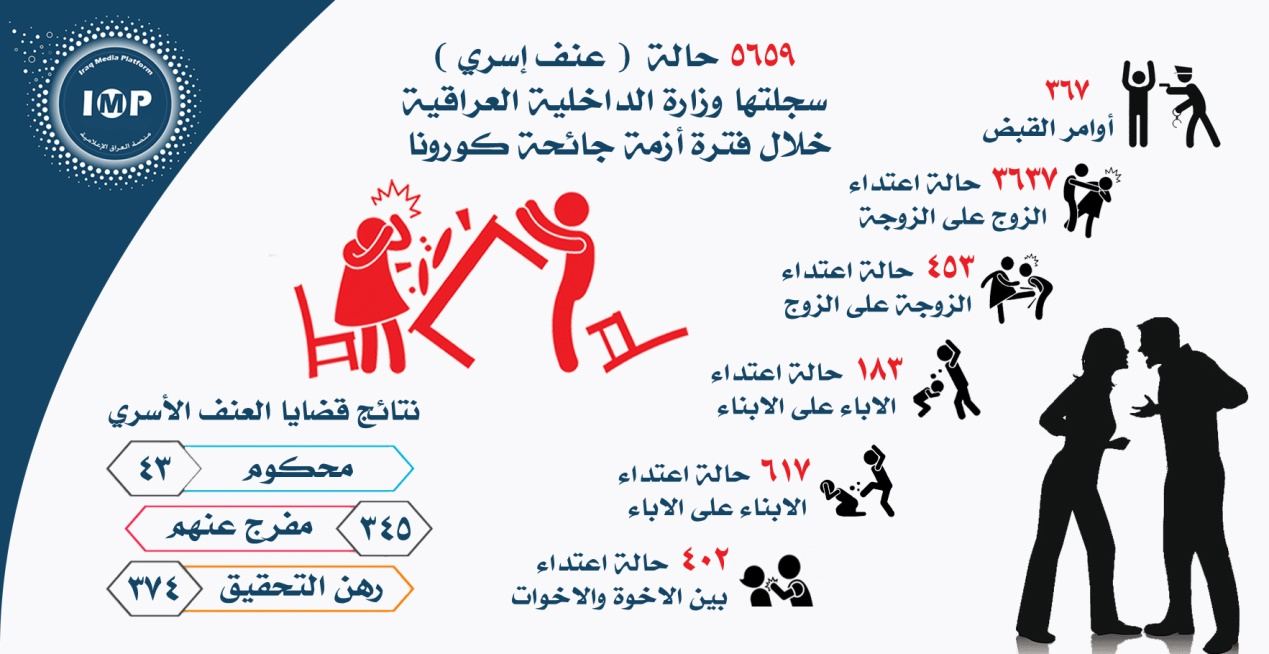 Iraq Media Platform
IMP
منصة العراق الإعلامية
٥٦٥٩ حالة ( عنف إسري )
سجلتها وزارة الداخلية العراقية
خلال فترة أزمة جائحة كورونا
٣٦٧
أوامر القبض
٣٦٣٧ حالة اعتداء
الزوج على الزوجة
٤٥٣ حالة اعتداء
الزوجة على الزوج
١٨٣ حالة اعتداء
الاباء على الابناء
٦١٧ حالة اعتداء
الابناء على الاباء
٤٠٢ حالة اعتداء
بين الاخوة والاخوات
نتائج قضايا العنف الأسري
محكوم ٤٣
٣٤٥ مفرج عنهم
رهن التحقيق ٣٧٤